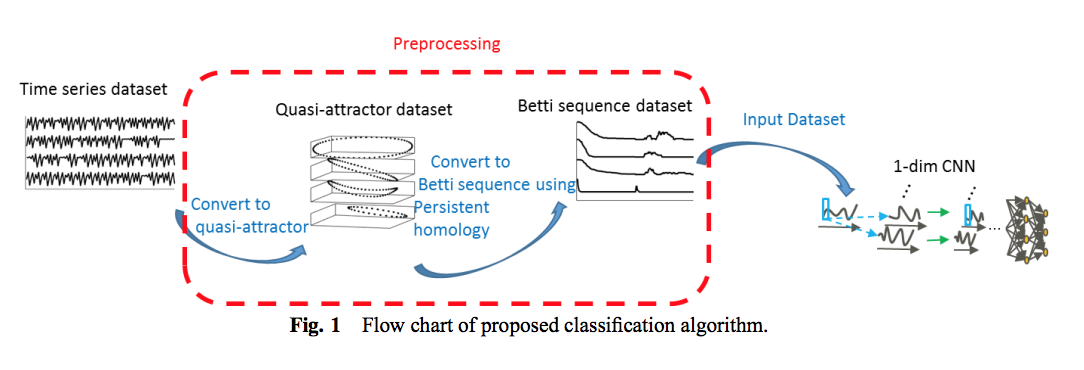 Preprocessing
Time series dataset
Quasi-attractor dataset
Betti sequence dataset
Input Dataset
Convert to
quasi-attractor
Convert to
Betti sequence using
Persistent
homology
1-dim CNN
Fig. 1 Flow chart of proposed classification algorithm.